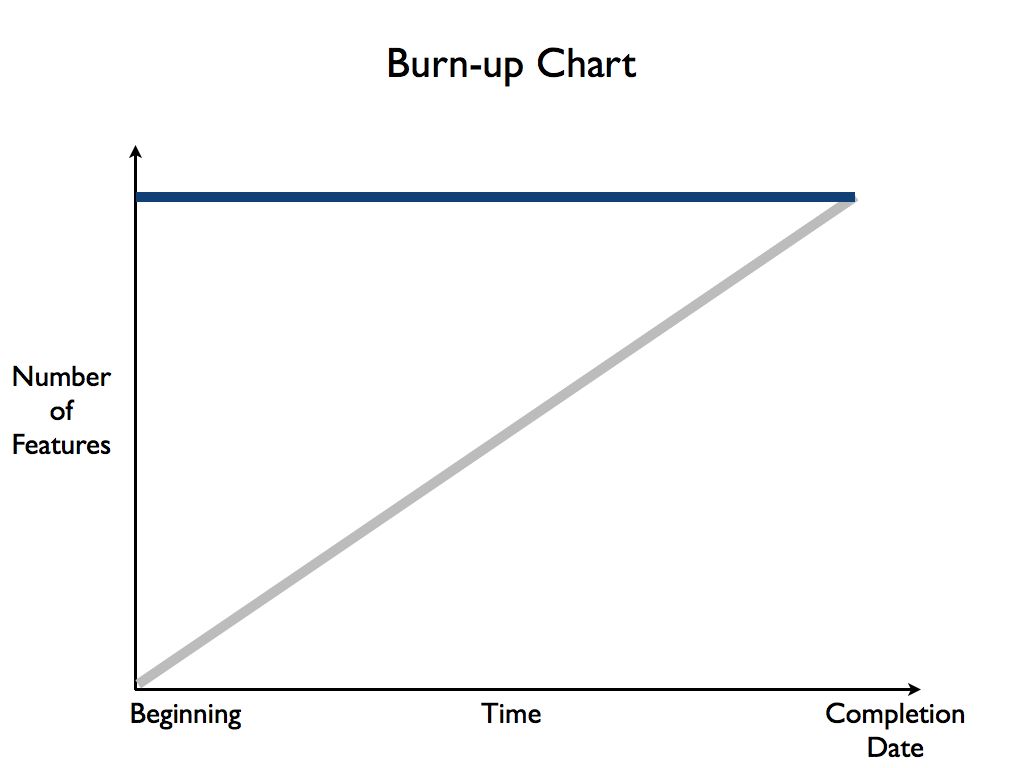 Burn-up Chart
Number
of
Features
Beginning
Time
Completion
Date